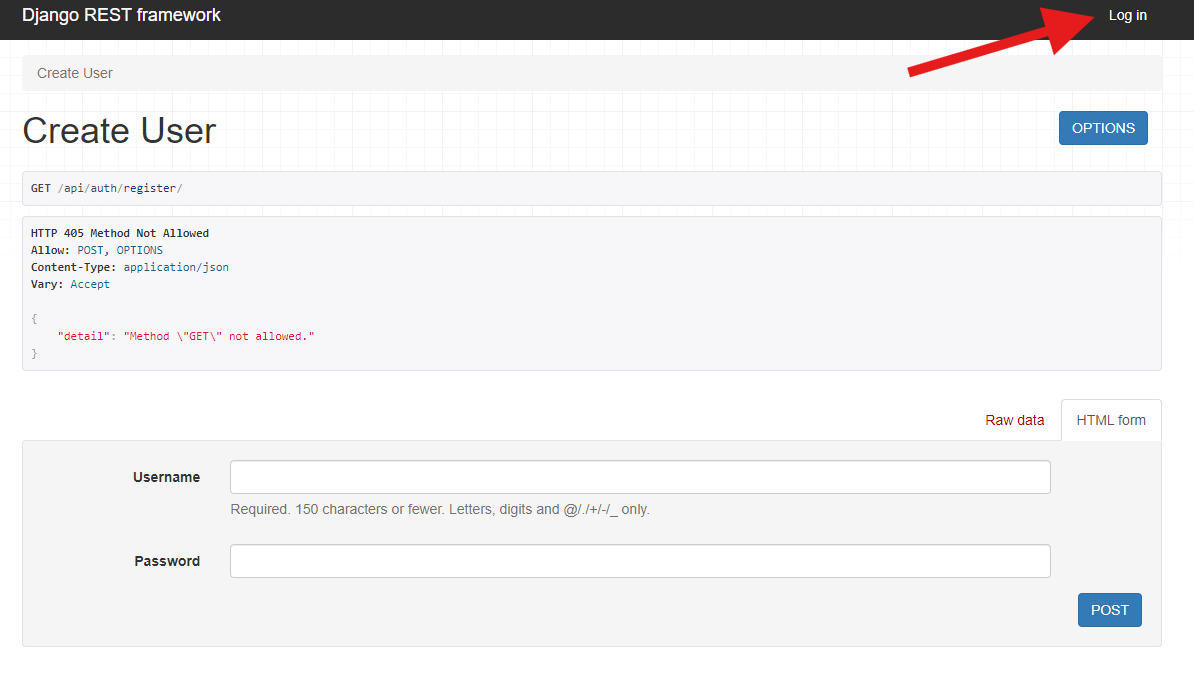 Django REST framework
Log in
Create User
Create User
OPTIONS
GET /api/auth/register/
HTTP 405 Method Not Allowed
Allow: POST, OPTIONS
Content-Type: application/json
Vary: Accept
{
    "detail": "Method \"GET\" not allowed."
}
Raw data
HTML form
Username
Required. 150 characters or fewer. Letters, digits and @/./+/-/_ only.
Password
POST